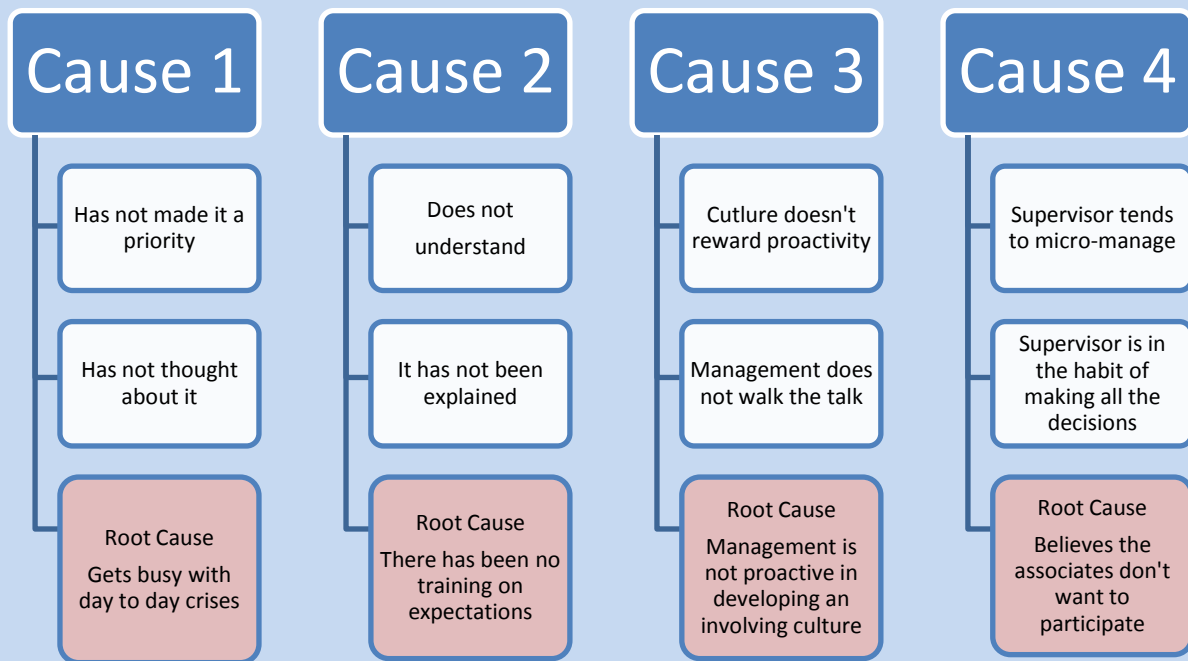 Cause 1
Has not made it a
priority
Has not thought
about it
Root Cause
Gets busy with
day to day crises
Cause 2
Does not
understand
It has not been
explained
Root Cause
There has been no
training on
expectations
Cause 3
Cutlure doesn't
reward proactivity
Management does
not walk the talk
Root Cause
Management is
not proactive in
developing an
involving culture
Cause 4
Supervisor tends
to micro-manage
Supervisor is in
the habit of
making all the
decisions
Root Cause
Believes the
associates don't
want to
participate